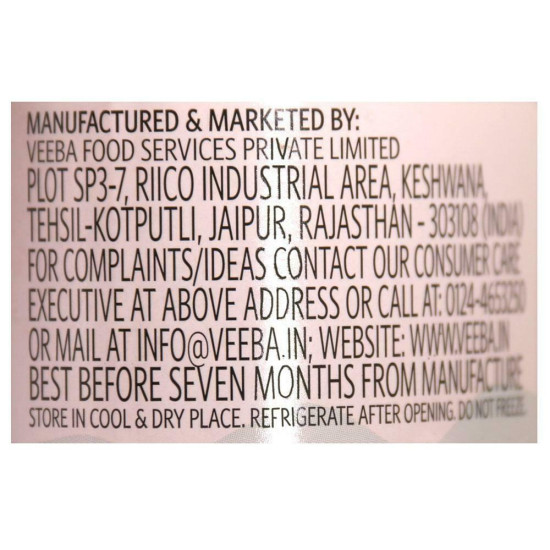 MANUFACTURED & MARKETED BY:
VEEBA FOOD SERVICES PRIVATE LIMITED
PLOT SP3-7, RIICO INDUSTRIAL AREA, KESHWANA,
TEHSIL-KOTPUTLI, JAIPUR, RAJASTHAN - 303108 (INDIA)
FOR COMPLAINTS/IDEAS CONTACT OUR CONSUMER CARE
EXECUTIVE AT ABOVE ADDRESS OR CALL AT: 0124-4653250
OR MAIL AT INFO@VEEBA.IN; WEBSITE: WWW.VEEBA.IN
BEST BEFORE SEVEN MONTHS FROM MANUFACTURE
STORE IN COOL & DRY PLACE. REFRIGERATE AFTER OPENING. DO NOT FREEZE.